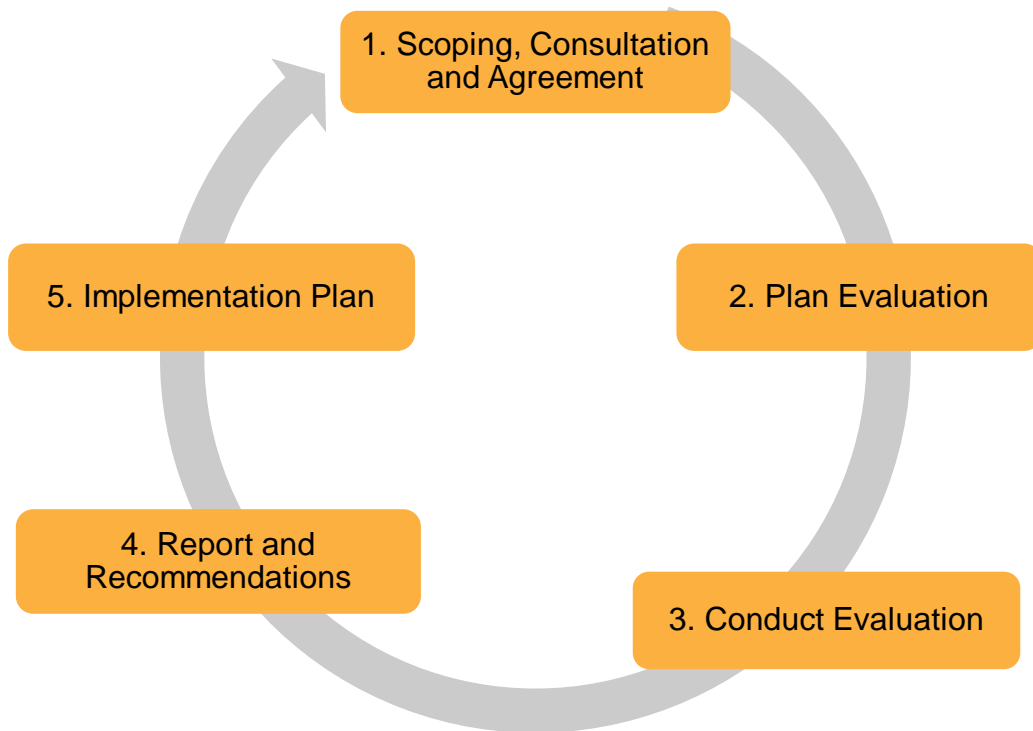 1. Scoping, Consultation
and Agreement
2. Plan Evaluation
3. Conduct Evaluation
4. Report and
Recommendations
5. Implementation Plan